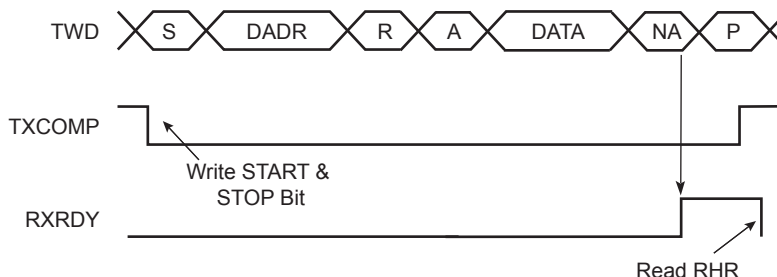 TWD S DADR R A DATA NA P
TXCOMP
Write START &
STOP Bit
RXRDY
Read RHR